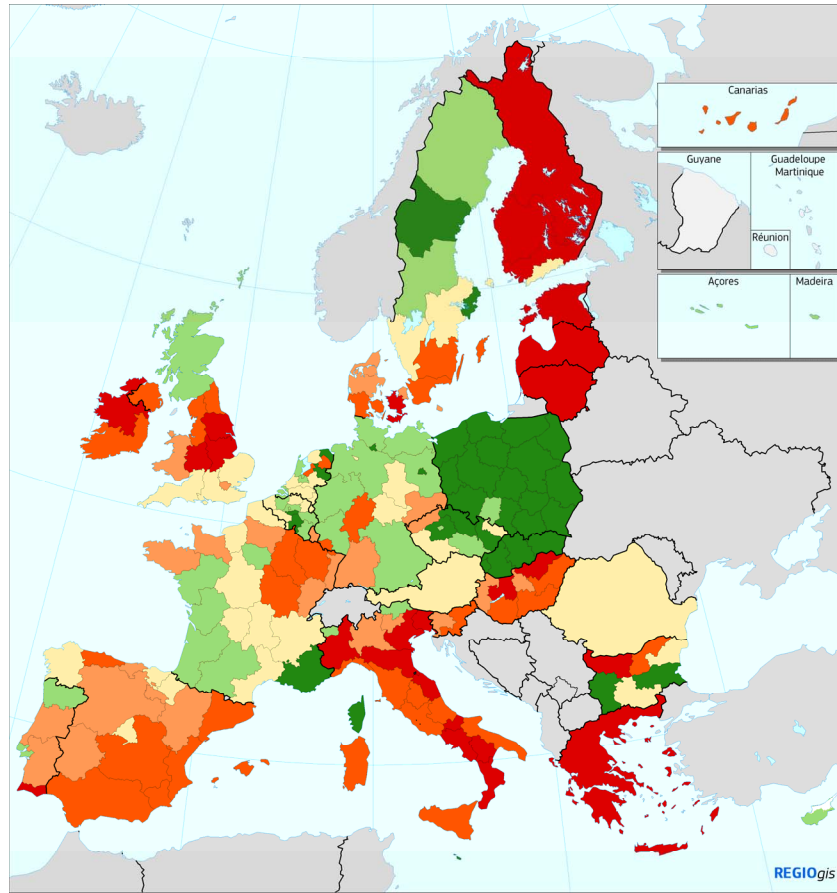 Canarias
Guyane
Guadeloupe
Martinique
Réunion
Açores
Madeira
REGIOgis